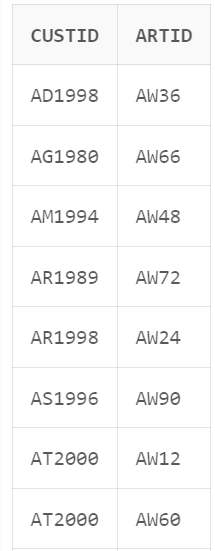 CUSTID ARTID
AD1998 AW36
AG1980 AW66
AM1994 AW48
AR1989 AW72
AR1998 AW24
AS1996 AW90
AT2000 AW12
AT2000 AW60